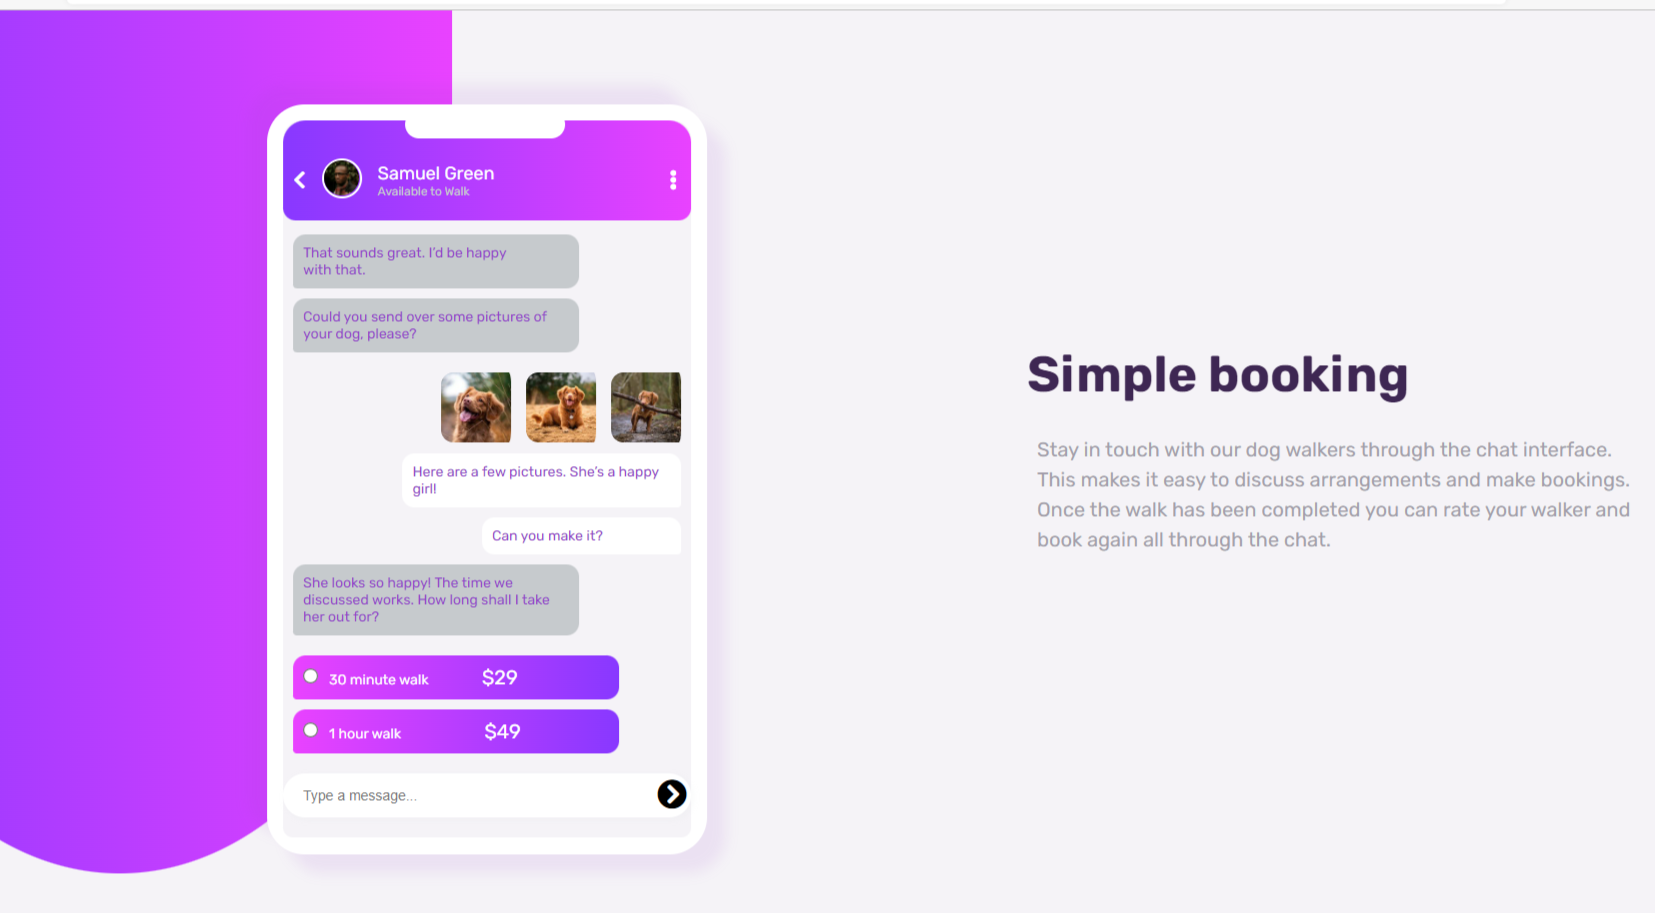 Samuel Green
Available to Walk
That sounds great. I'd be happy
with that.
Could you send over some pictures of
your dog, please?
Here are a few pictures. She's a happy
girl!
Can you make it?
She looks so happy! The time we
discussed works. How long shall I take
her out for?
30 minute walk $29
1 hour walk $49
Type a message...
Simple booking
Stay in touch with our dog walkers through the chat interface.
This makes it easy to discuss arrangements and make bookings.
Once the walk has been completed you can rate your walker and
book again all through the chat.